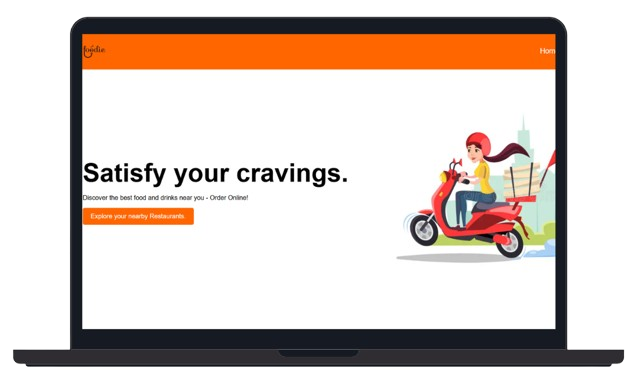 foodie
Hom
Satisfy your cravings.
Discover the best food and drinks near you - Order Online!
Explore your nearby Restaurants.